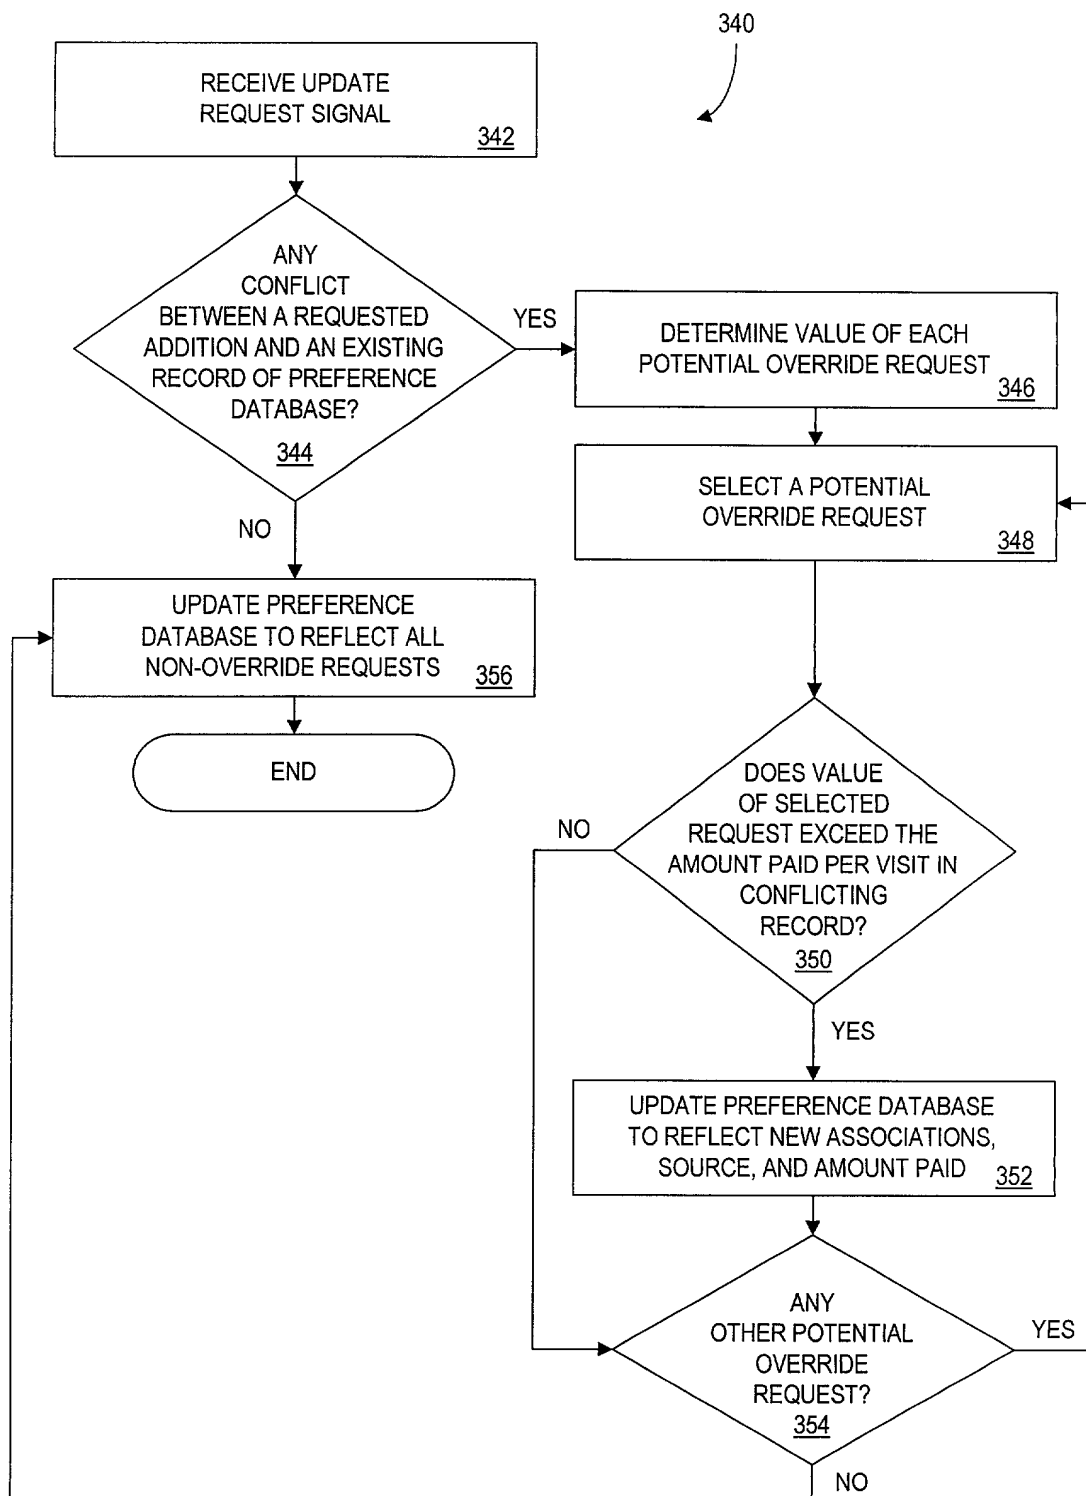 340
RECEIVE UPDATE
REQUEST SIGNAL
342
ANY
CONFLICT
BETWEEN A REQUESTED
ADDITION AND AN EXISTING
RECORD OF PREFERENCE
DATABASE?
344
YES
DETERMINE VALUE OF EACH
POTENTIAL OVERRIDE REQUEST
346
SELECT A POTENTIAL
OVERRIDE REQUEST
348
NO
UPDATE PREFERENCE
DATABASE TO REFLECT ALL
NON-OVERRIDE REQUESTS
356
END
DOES VALUE
OF SELECTED
REQUEST EXCEED THE
AMOUNT PAID PER VISIT IN
CONFLICTING
RECORD?
350
NO
YES
UPDATE PREFERENCE DATABASE
TO REFLECT NEW ASSOCIATIONS,
SOURCE, AND AMOUNT PAID
352
ANY
OTHER POTENTIAL
OVERRIDE
REQUEST?
354
YES
NO